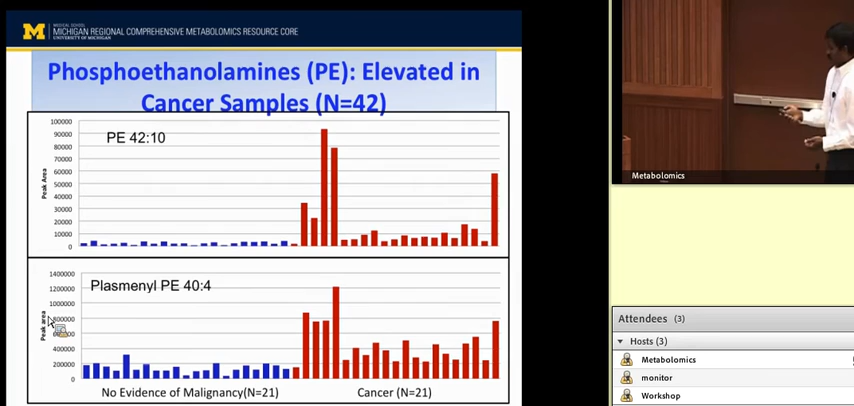 M
MEDICAL SCHOOL
MICHIGAN REGIONAL COMPREHENSIVE METABOLOMICS RESOURCE CORE
UNIVERSITY OF MICHIGAN
Phosphoethanolamines (PE): Elevated in
Cancer Samples (N=42)
PE 42:10
Peak Area
100000
90000
80000
70000
60000
50000
40000
30000
20000
10000
0
Plasmenyl PE 40:4
Peak area
1400000
1200000
1000000
800000
400000
200000
0
No Evidence of Malignancy(N=21)
Cancer (N=21)
Metabolomics
Attendees (3)
Hosts (3)
Metabolomics
monitor
Workshop